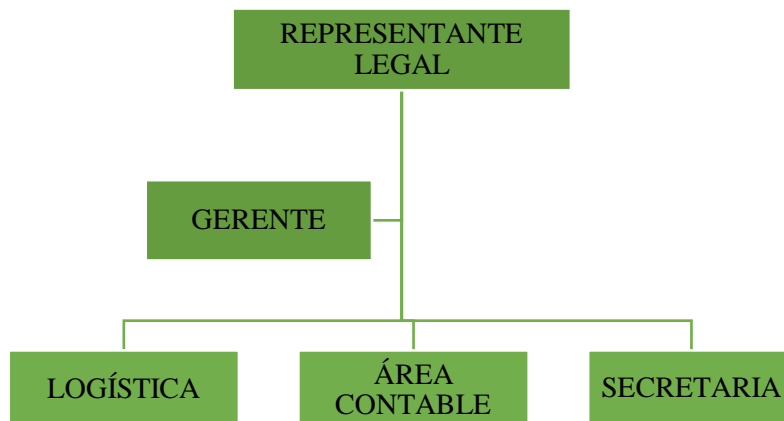 REPRESENTANTE
LEGAL
GERENTE
LOGÍSTICA
ÁREA
CONTABLE
SECRETARIA